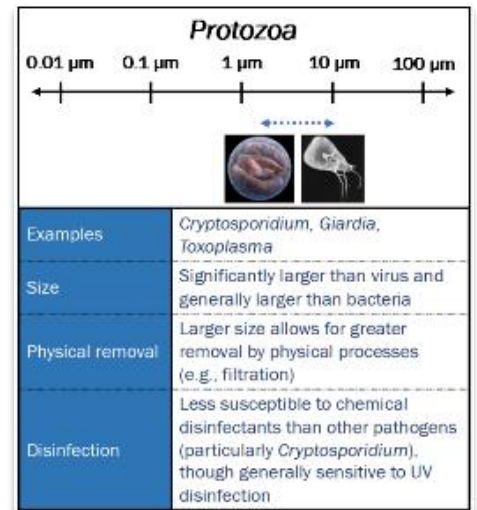 Protozoa
0.01 µm 0.1 µm 1 µm 10 µm 100 µm
Examples
Cryptosporidium, Giardia,
Toxoplasma
Size
Significantly larger than virus and
generally larger than bacteria
Physical removal
Larger size allows for greater
removal by physical processes
(e.g., filtration)
Disinfection
Less susceptible to chemical
disinfectants than other pathogens
(particularly Cryptosporidium),
though generally sensitive to UV
disinfection